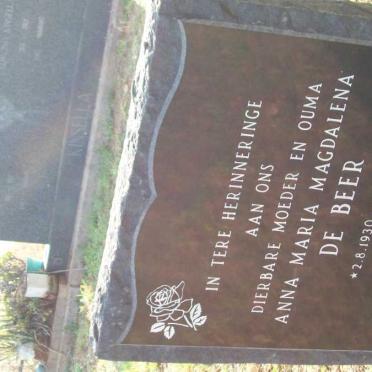 IN TERE HERINNERINGE
AAN ONS
DIERBARE MOEDER EN OUMA
ANNA MARIA MAGDALENA
DE BEER
* 2.8.1930